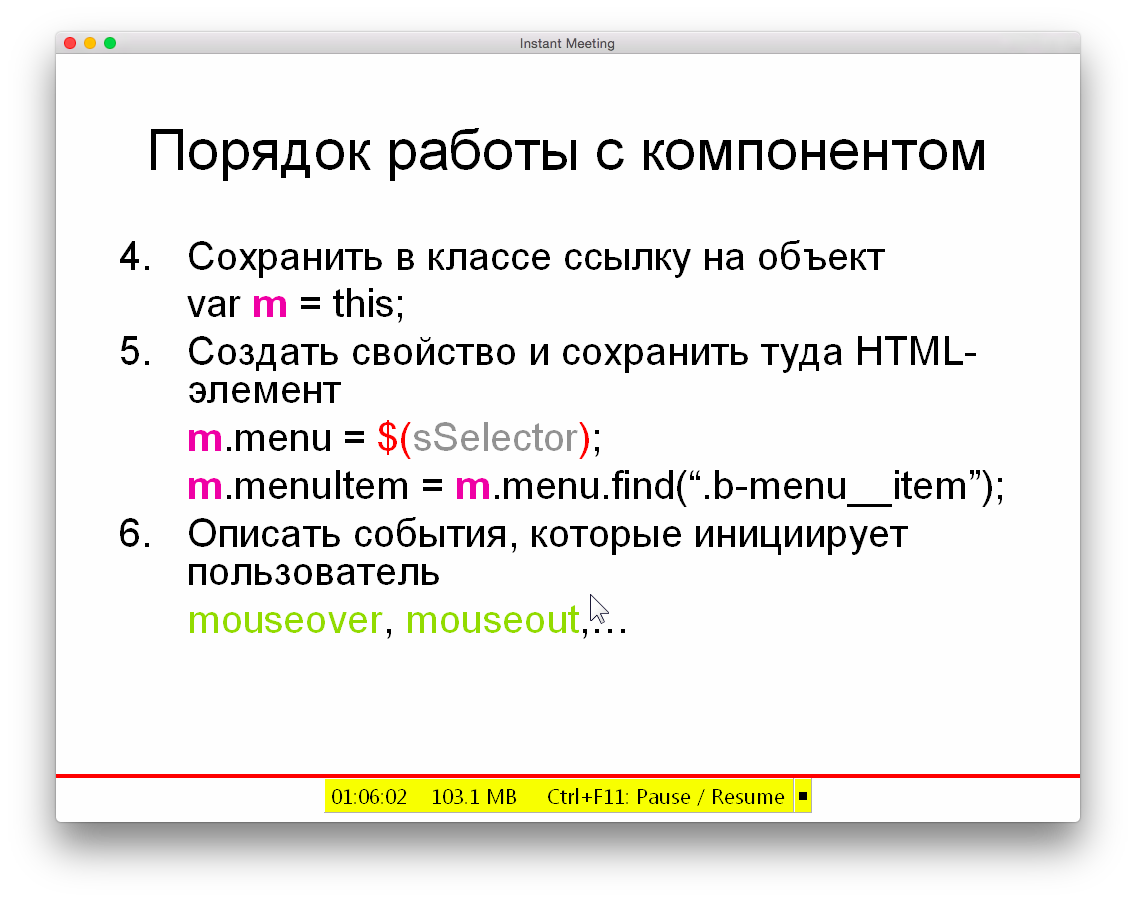 Instant Meeting
Порядок работы с компонентом
4. Сохранить в классе ссылку на объект
var m = this;
5. Создать свойство и сохранить туда HTML-
элемент
m.menu = $(sSelector);
m.menuItem = m.menu.find(“.b-menu__item”);
6. Описать события, которые инициирует
пользователь
mouseover, mouseout,…
01:06:02 103.1 MB Ctrl+F11: Pause / Resume